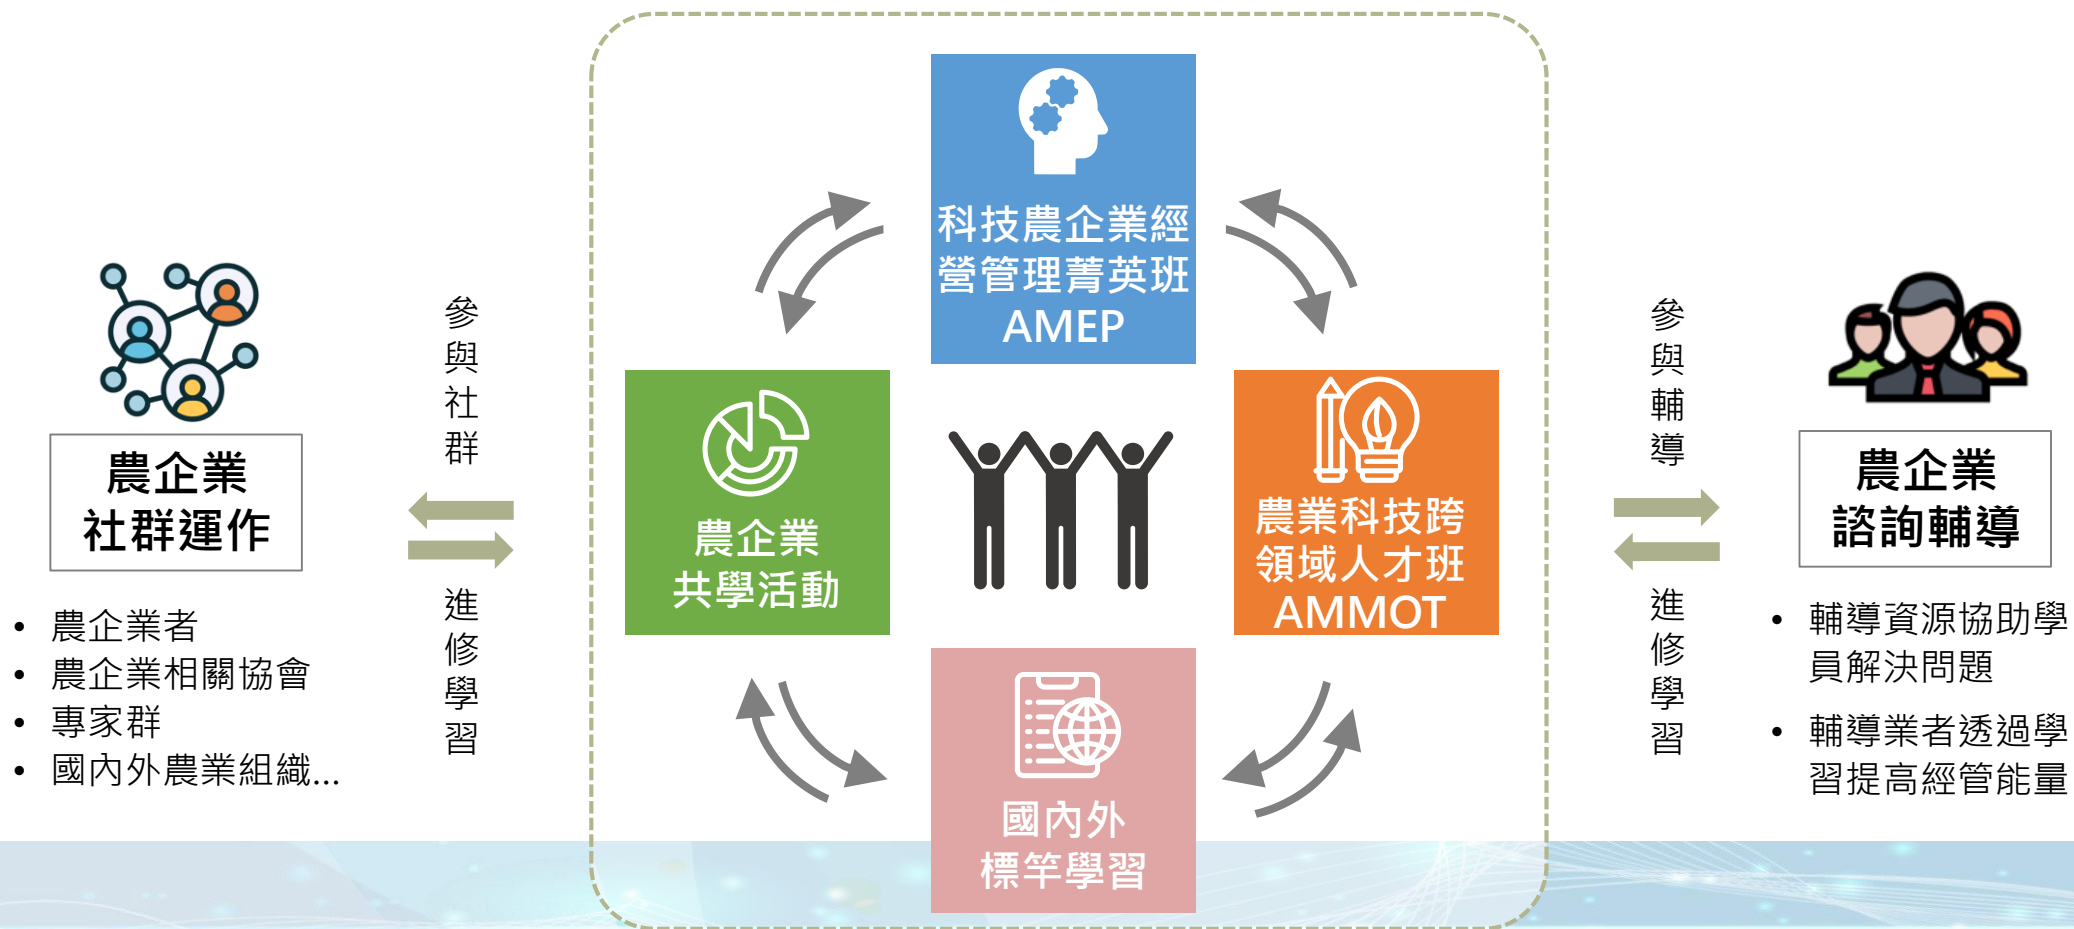 農企業
社群運作
• 農企業者
• 農企業相關協會
• 專家群
• 國內外農業組織...
參與社群
進修學習
科技農企業經
營管理菁英班
AMEP
農企業
共學活動
農業科技跨
領域人才班
AMMOT
國內外
標竿學習
參與輔導
進修學習
農企業
諮詢輔導
• 輔導資源協助學
員解決問題
• 輔導業者透過學
習提高經管能量